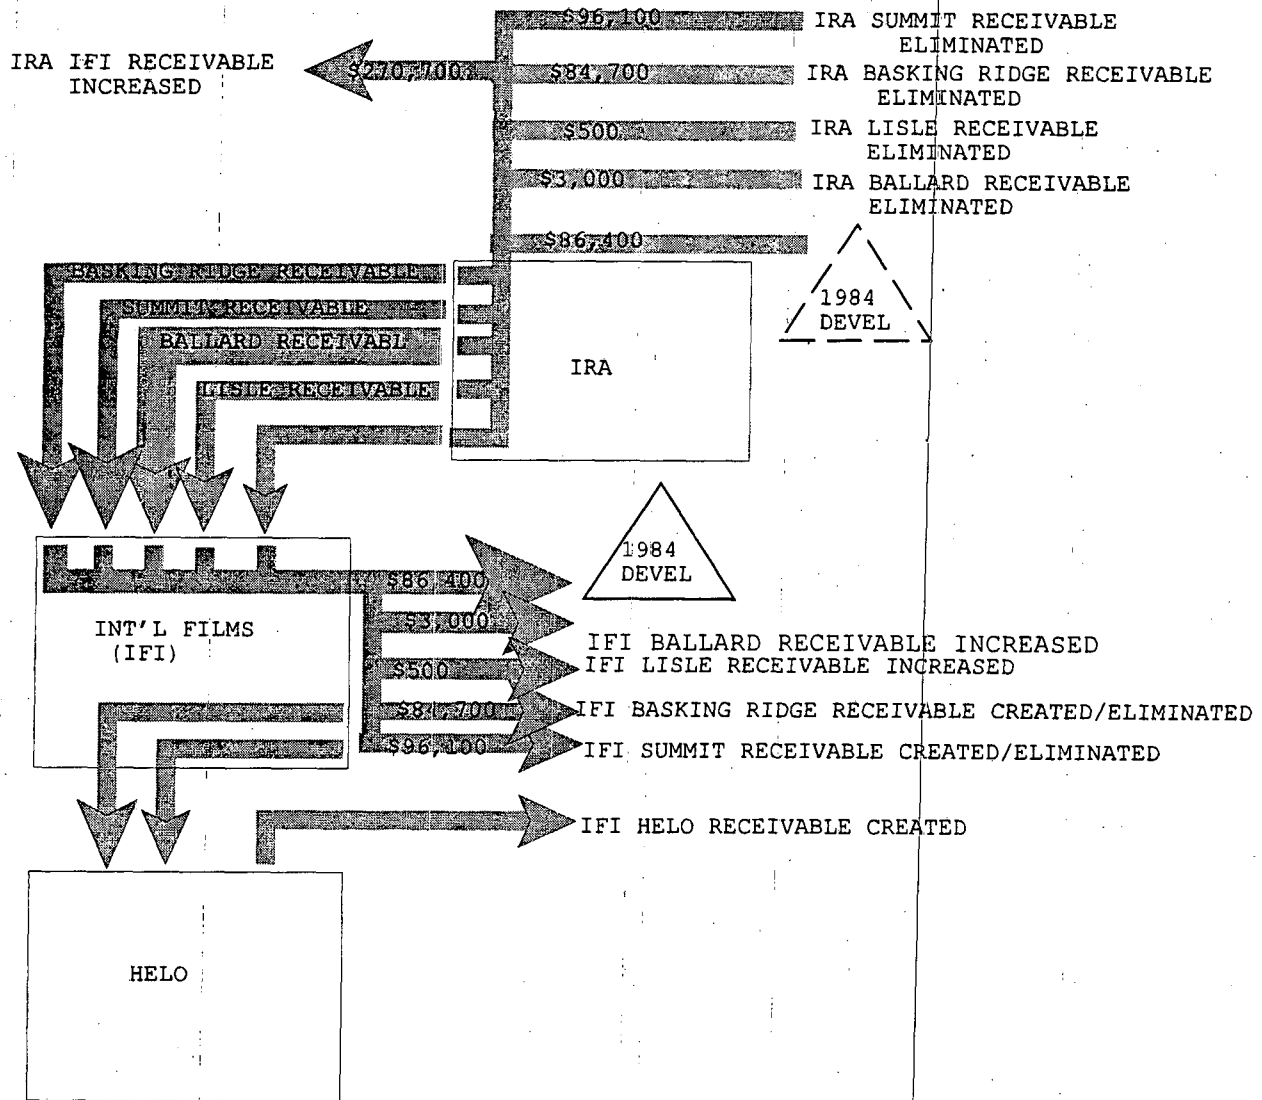 $96,100
IRA SUMMIT RECEIVABLE
ELIMINATED
IRA IFI RECEIVABLE
INCREASED
$270,700
$84,700
IRA BASKING RIDGE RECEIVABLE
ELIMINATED
$500
IRA LISLE RECEIVABLE
ELIMINATED
$3,000
IRA BALLARD RECEIVABLE
ELIMINATED
$86,400
1984
DEVEL
BASKING RIDGE RECEIVABLE
SUMMIT RECEIVABLE
BALLARD RECEIVABL
LISLE RECEIVABLE
IRA
1984
DEVEL
$86,400
$3,000
INT'L FILMS
(IFI)
IFI BALLARD RECEIVABLE INCREASED
$500
IFI LISLE RECEIVABLE INCREASED
$84,700
IFI BASKING RIDGE RECEIVABLE CREATED/ELIMINATED
$96,100
IFI SUMMIT RECEIVABLE CREATED/ELIMINATED
IFI HELO RECEIVABLE CREATED
HELO